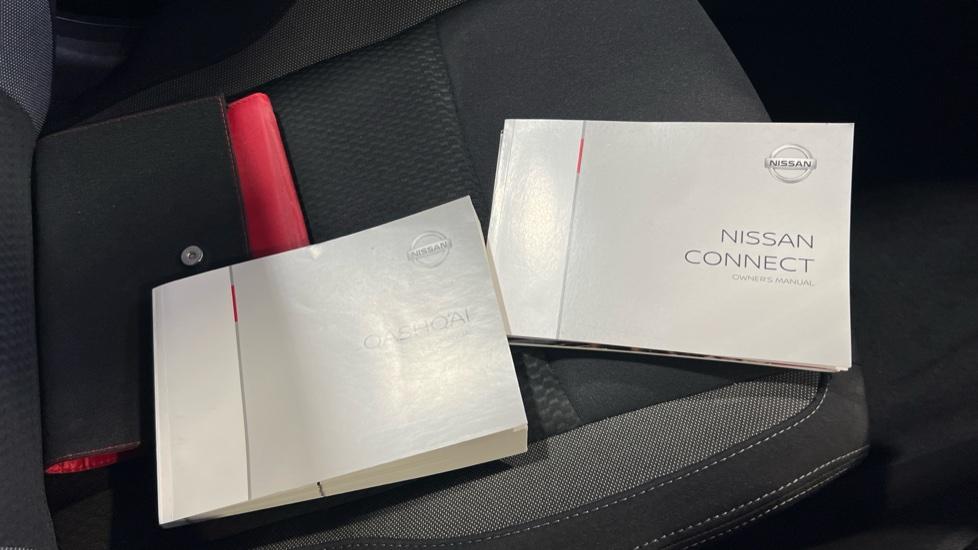 NISSAN
QASHQAI
NISSAN
NISSAN
CONNECT
OWNER'S MANUAL